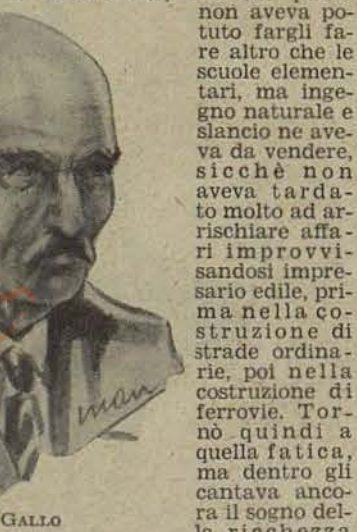 non aveva po-
tuto fargli fa-
re altro che le
scuole elemen-
tari, ma inge-
gno naturale e
slancio ne ave-
va da vendere,
sicchè non
aveva tarda-
to molto ad ar-
rischiare affa-
ri improvvi-
sandosi impre-
sario edile, pri-
ma nella co-
struzione di
strade ordina-
rie, poi nella
costruzione di
ferrovie. Tor-
nò quindi a
quella fatica,
ma dentro gli
cantava anco-
ra il sogno del-
la ricchezza
man
GALLO